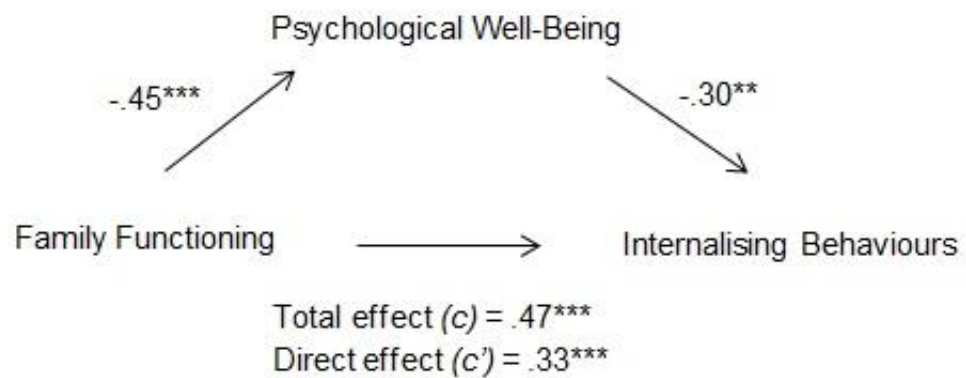 Psychological Well-Being
-.45***
-.30**
Family Functioning
Internalising Behaviours
Total effect (c) = .47***
Direct effect (c’) = .33***